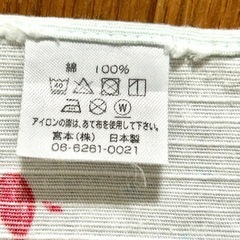 綿 100%
40
アイロンの際は、あて布を使用して下さい。
宮本(株) 日本製
06-6261-0021